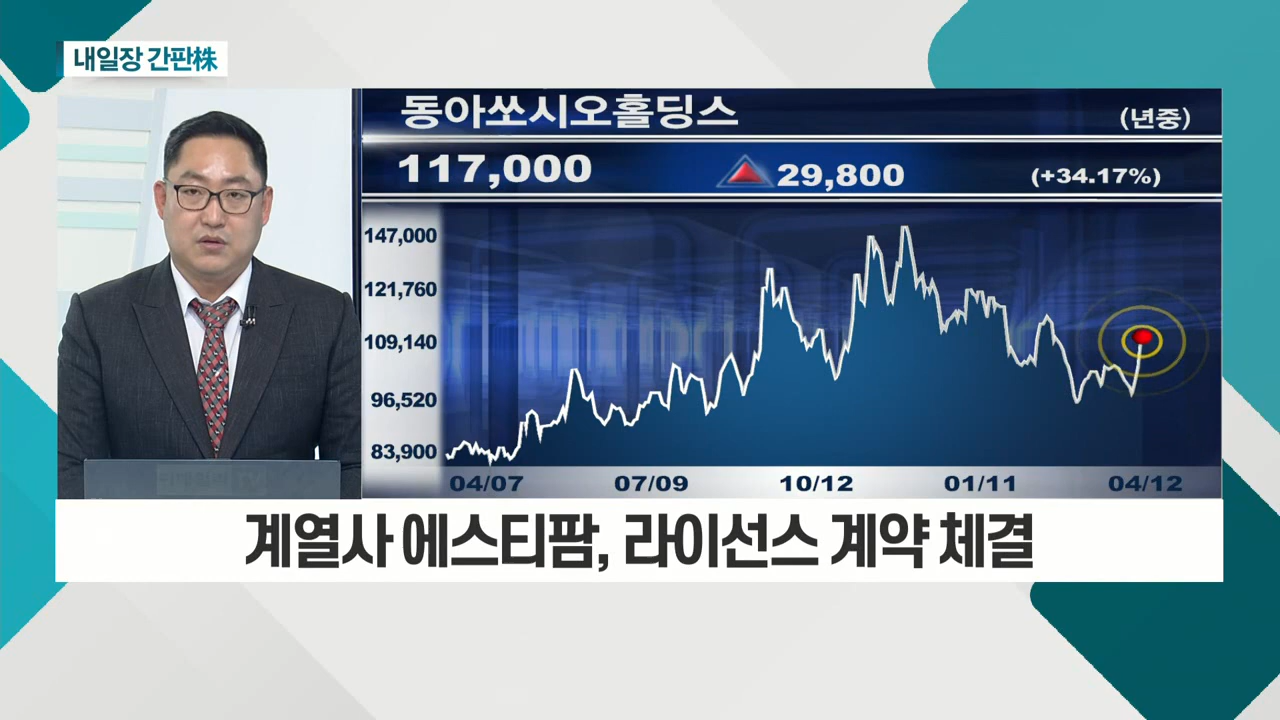 내일장 간판株
동아쏘시오홀딩스 (년중)
117,000 ▲ 29,800 (+34.17%)
147,000
121,760
109,140
96,520
83,900
04/07 07/09 10/12 01/11 04/12
계열사 에스티팜, 라이선스 계약 체결